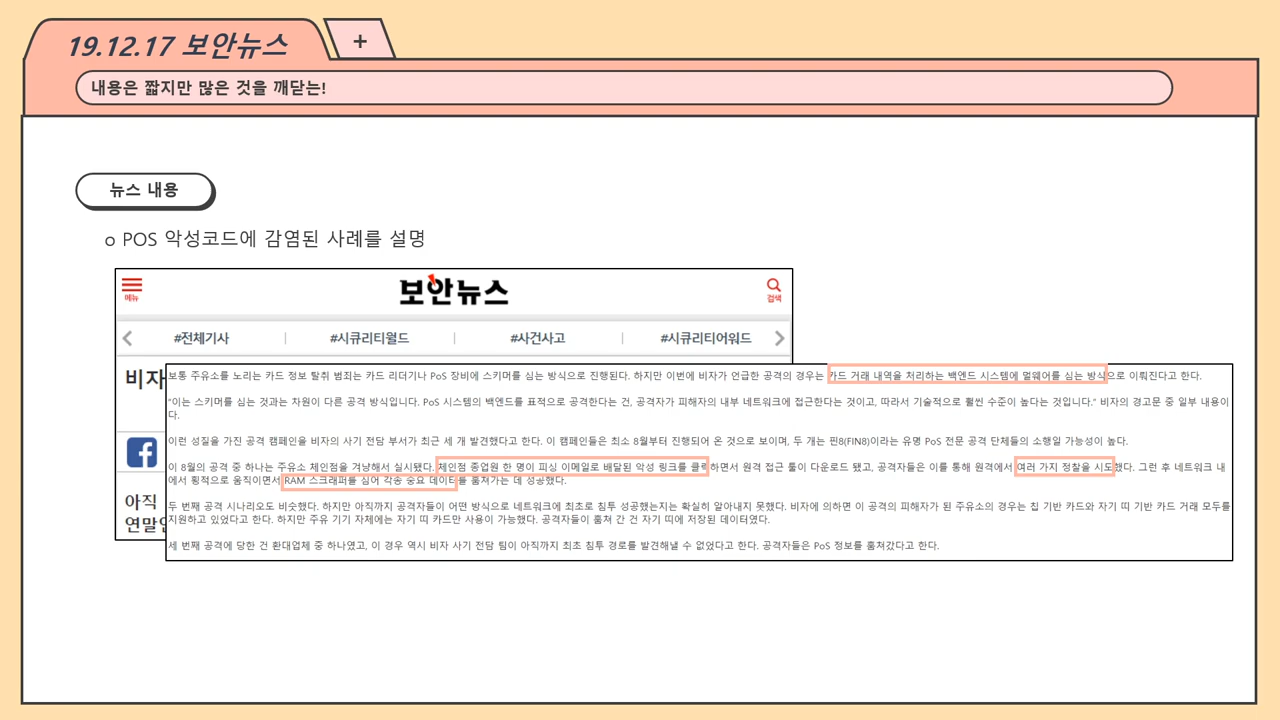 19.12.17 보안뉴스
+
내용은 짧지만 많은 것을 깨닫는!
뉴스 내용
o POS 악성코드에 감염된 사례를 설명
메뉴
보안뉴스
검색
#전체기사 | #시큐리티월드 | #사건사고 | #시큐리티어워드
비자
보통 주유소를 노리는 카드 정보 탈취 범죄는 카드 리더기나 PoS 장비에 스키머를 심는 방식으로 진행된다. 하지만 이번에 비자가 언급한 공격의 경우는 카드 거래 내역을 처리하는 백엔드 시스템에 멀웨어를 심는 방식으로 이뤄진다고 한다.
"이는 스키머를 심는 것과는 차원이 다른 공격 방식입니다. PoS 시스템의 백엔드를 표적으로 공격한다는 건, 공격자가 피해자의 내부 네트워크에 접근한다는 것이고, 따라서 기술적으로 훨씬 수준이 높다는 것입니다." 비자의 경고문 중 일부 내용이
다.
이런 성질을 가진 공격 캠페인을 비자의 사기 전담 부서가 최근 세 개 발견했다고 한다. 이 캠페인들은 최소 8월부터 진행되어 온 것으로 보이며, 두 개는 핀8(FIN8)이라는 유명 PoS 전문 공격 단체들의 소행일 가능성이 높다.
이 8월의 공격 중 하나는 주유소 체인점을 겨냥해서 실시됐다. 체인점 종업원 한 명이 피싱 이메일로 배달된 악성 링크를 클릭하면서 원격 접근 툴이 다운로드 됐고, 공격자들은 이를 통해 원격에서 여러 가지 정찰을 시도했다. 그런 후 네트워크 내
에서 횡적으로 움직이면서 RAM 스크래퍼를 심어 각종 중요 데이터를 훔쳐가는 데 성공했다.
두 번째 공격 시나리오도 비슷했다. 하지만 아직까지 공격자들이 어떤 방식으로 네트워크에 최초로 침투 성공했는지는 확실히 알아내지 못했다. 비자에 의하면 이 공격의 피해자가 된 주유소의 경우는 칩 기반 카드와 자기 띠 기반 카드 거래 모두를
지원하고 있었다고 한다. 하지만 주유 기기 자체에는 자기 띠 카드만 사용이 가능했다. 공격자들이 훔쳐 간 건 자기 띠에 저장된 데이터였다.
세 번째 공격에 당한 건 환대업체 중 하나였고, 이 경우 역시 비자 사기 전담 팀이 아직까지 최초 침투 경로를 발견해낼 수 없었다고 한다. 공격자들은 PoS 정보를 훔쳐갔다고 한다.
아직